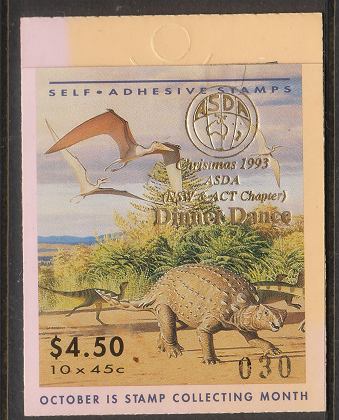 SELF • ADHESIVE STAMPS
ASDA
Christmas 1993
ASDA
(NSW & ACT Chapter)
Dinner Dance
$4.50
10 x 45c
030
OCTOBER IS STAMP COLLECTING MONTH